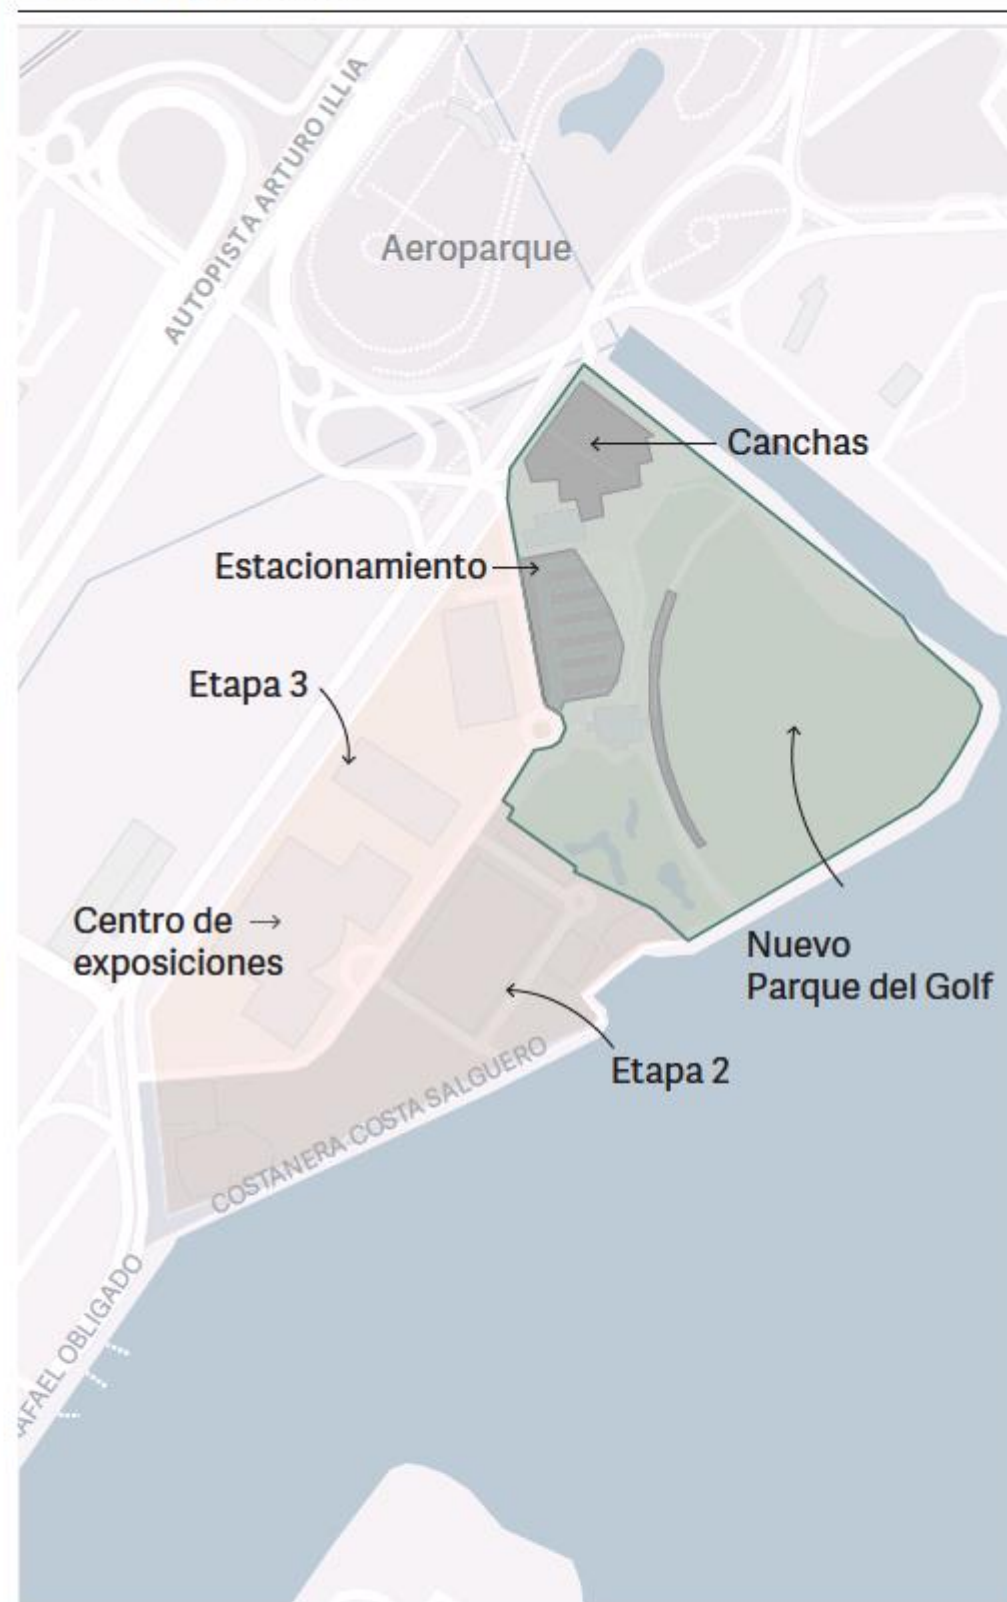 AUTOPISTA ARTURO ILLIA
Aeroparque
Canchas
Estacionamiento
Etapa 3
Centro de
exposiciones
Nuevo
Parque del Golf
Etapa 2
COSTANERA COSTA SALGUERO
AFAEL OBLIGADO